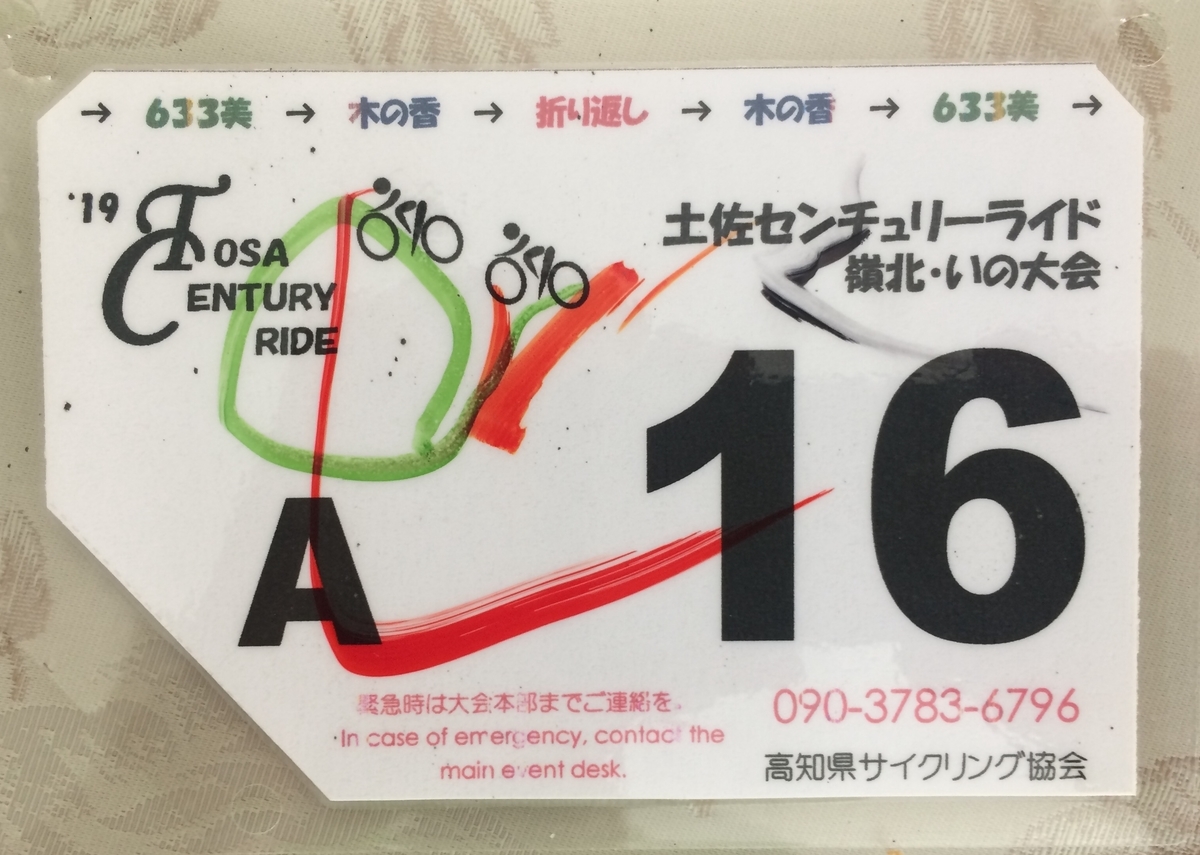 → 633美 → 木の香 → 折り返し → 木の香 → 633美 →
'19 TOSA
CENTURY
RIDE
土佐センチュリーライド
嶺北・いの大会
A 16
緊急時は大会本部までご連絡を。
In case of emergency, contact the
main event desk.
090-3783-6796
高知県サイクリング協会